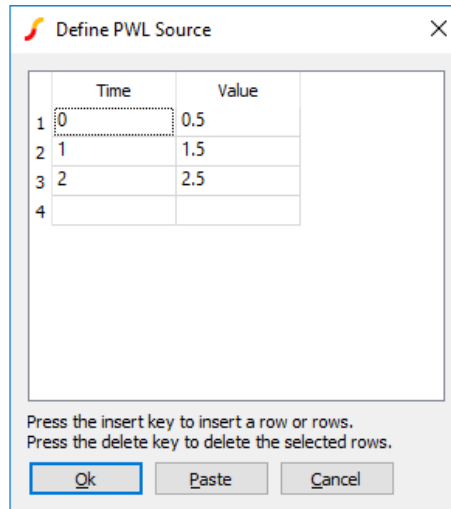 Define PWL Source
Time Value
1 0 0.5
2 1 1.5
3 2 2.5
4
Press the insert key to insert a row or rows.
Press the delete key to delete the selected rows.
Ok Paste Cancel